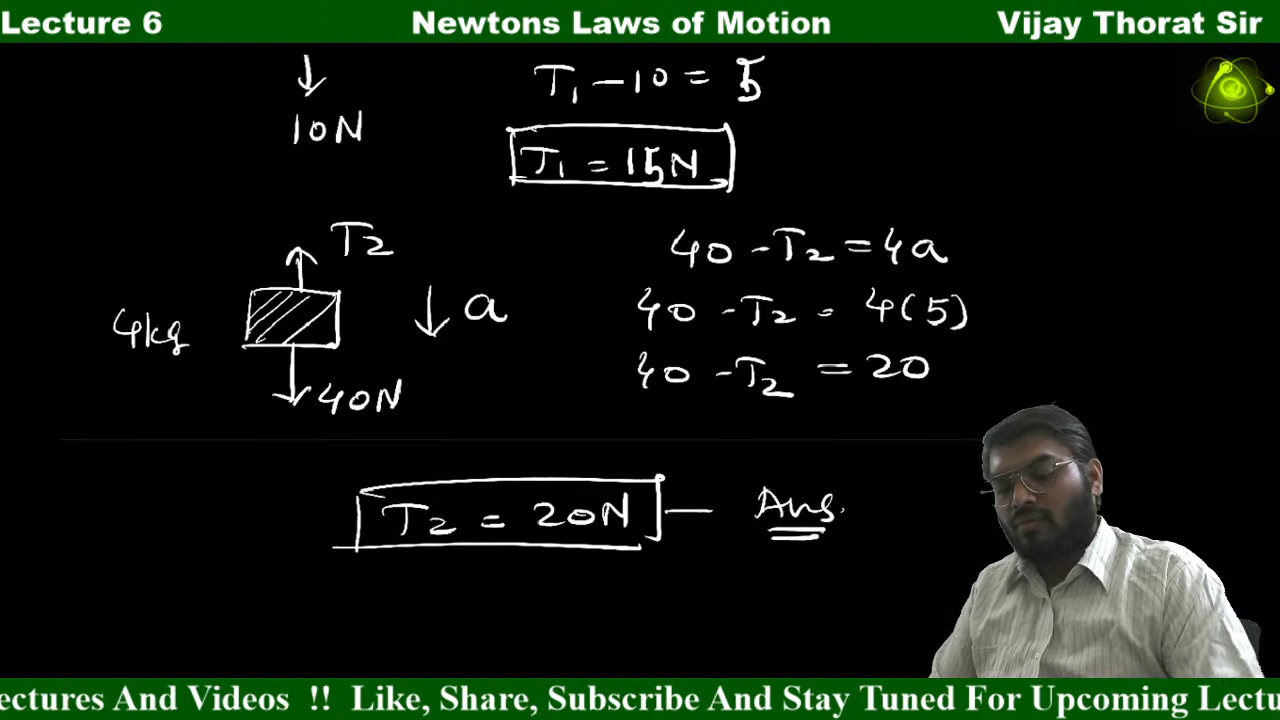 Lecture 6 Newtons Laws of Motion Vijay Thorat Sir
↓
10N
T₁ - 10 = 5
T₁ = 15N
T₂
4kg
↓ a
40N
40 - T₂ = 4a
40 - T₂ = 4(5)
40 - T₂ = 20
T₂ = 20N — Ans.
ectures And Videos !! Like, Share, Subscribe And Stay Tuned For Upcoming Lectu